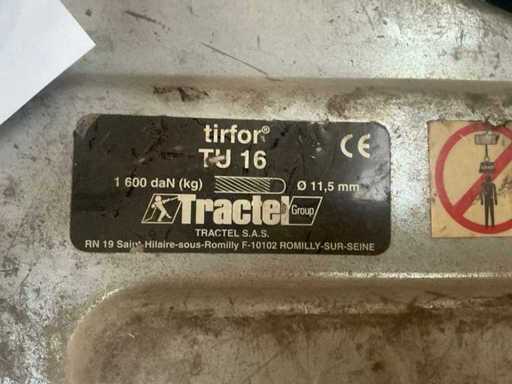 tirfor®
TU 16
CE
1 600 daN (kg) Ø 11,5 mm
Tractel Group
TRACTEL S.A.S.
RN 19 Saint-Hilaire-sous-Romilly F-10102 ROMILLY-SUR-SEINE